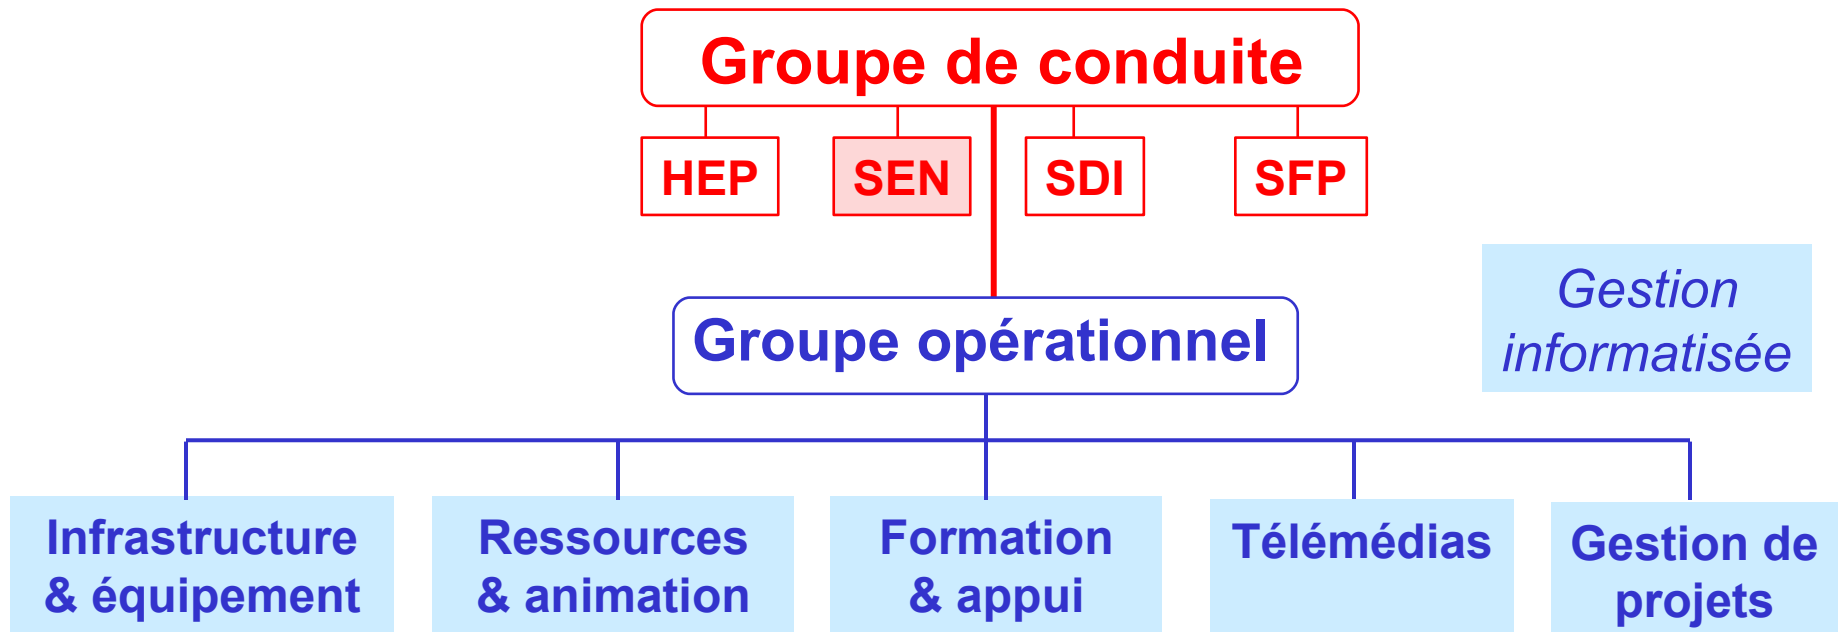 Groupe de conduite
HEP
SEN
SDI
SFP
Groupe opérationnel
Gestion
informatisée
Infrastructure
& équipement
Ressources
& animation
Formation
& appui
Télémédias
Gestion de
projets